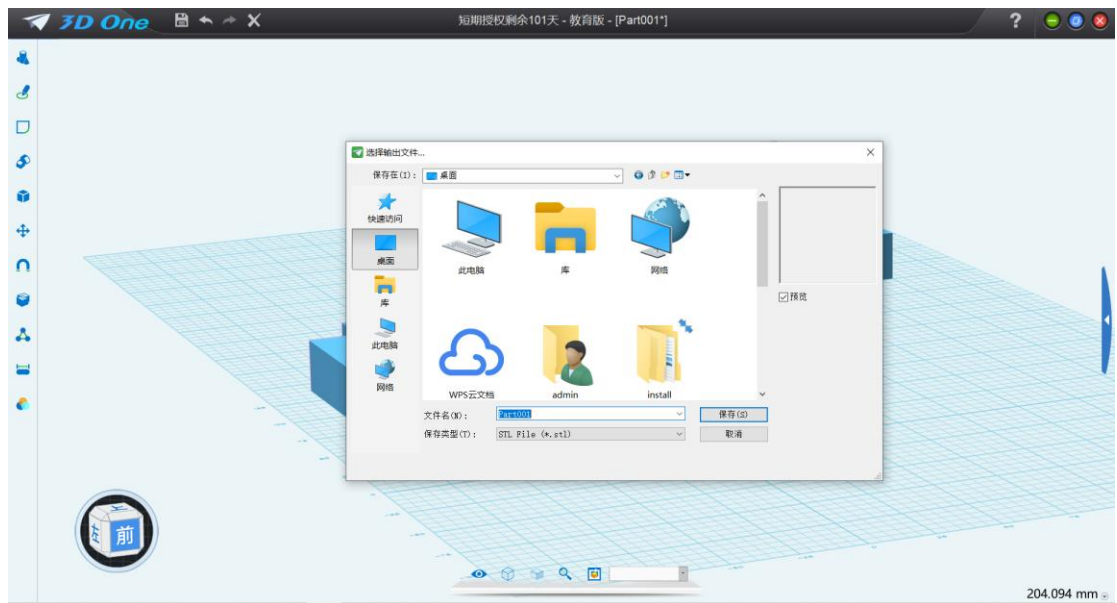 3D One
短期授权剩余101天 - 教育版 - [Part001*]
?
选择输出文件...
保存在(I):
桌面
快速访问
桌面
库
此电脑
网络
此电脑
库
网络
WPS云文档
admin
install
预览
文件名(N):
Part001
保存(S)
保存类型(T):
STL File (*.stl)
取消
上
左
前
204.094 mm